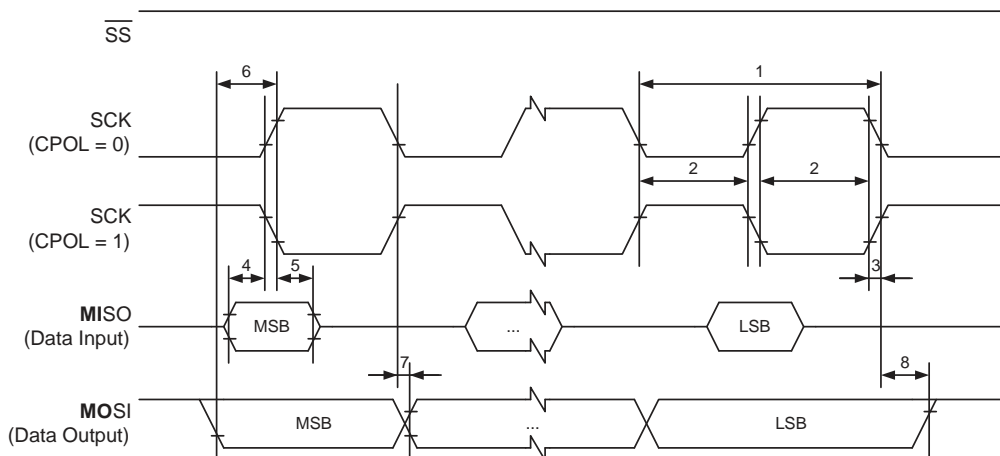 SS
6
1
SCK
(CPOL = 0)
2
2
SCK
(CPOL = 1)
4
5
3
MISO
(Data Input)
MSB
...
LSB
7
8
MOSI
(Data Output)
MSB
...
LSB